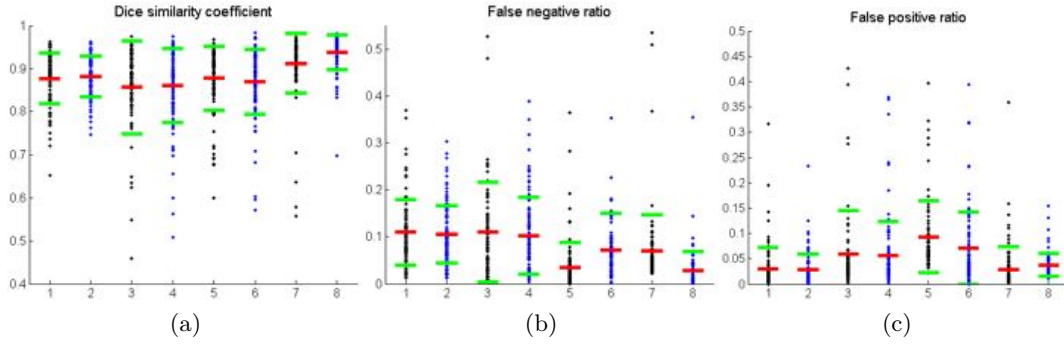 Dice similarity coefficient
1
0.9
0.8
0.7
0.6
0.5
0.4
1 2 3 4 5 6 7 8
(a)
False negative ratio
0.5
0.4
0.3
0.2
0.1
0
1 2 3 4 5 6 7 8
(b)
False positive ratio
0.5
0.45
0.4
0.35
0.3
0.25
0.2
0.15
0.1
0.05
0
1 2 3 4 5 6 7 8
(c)